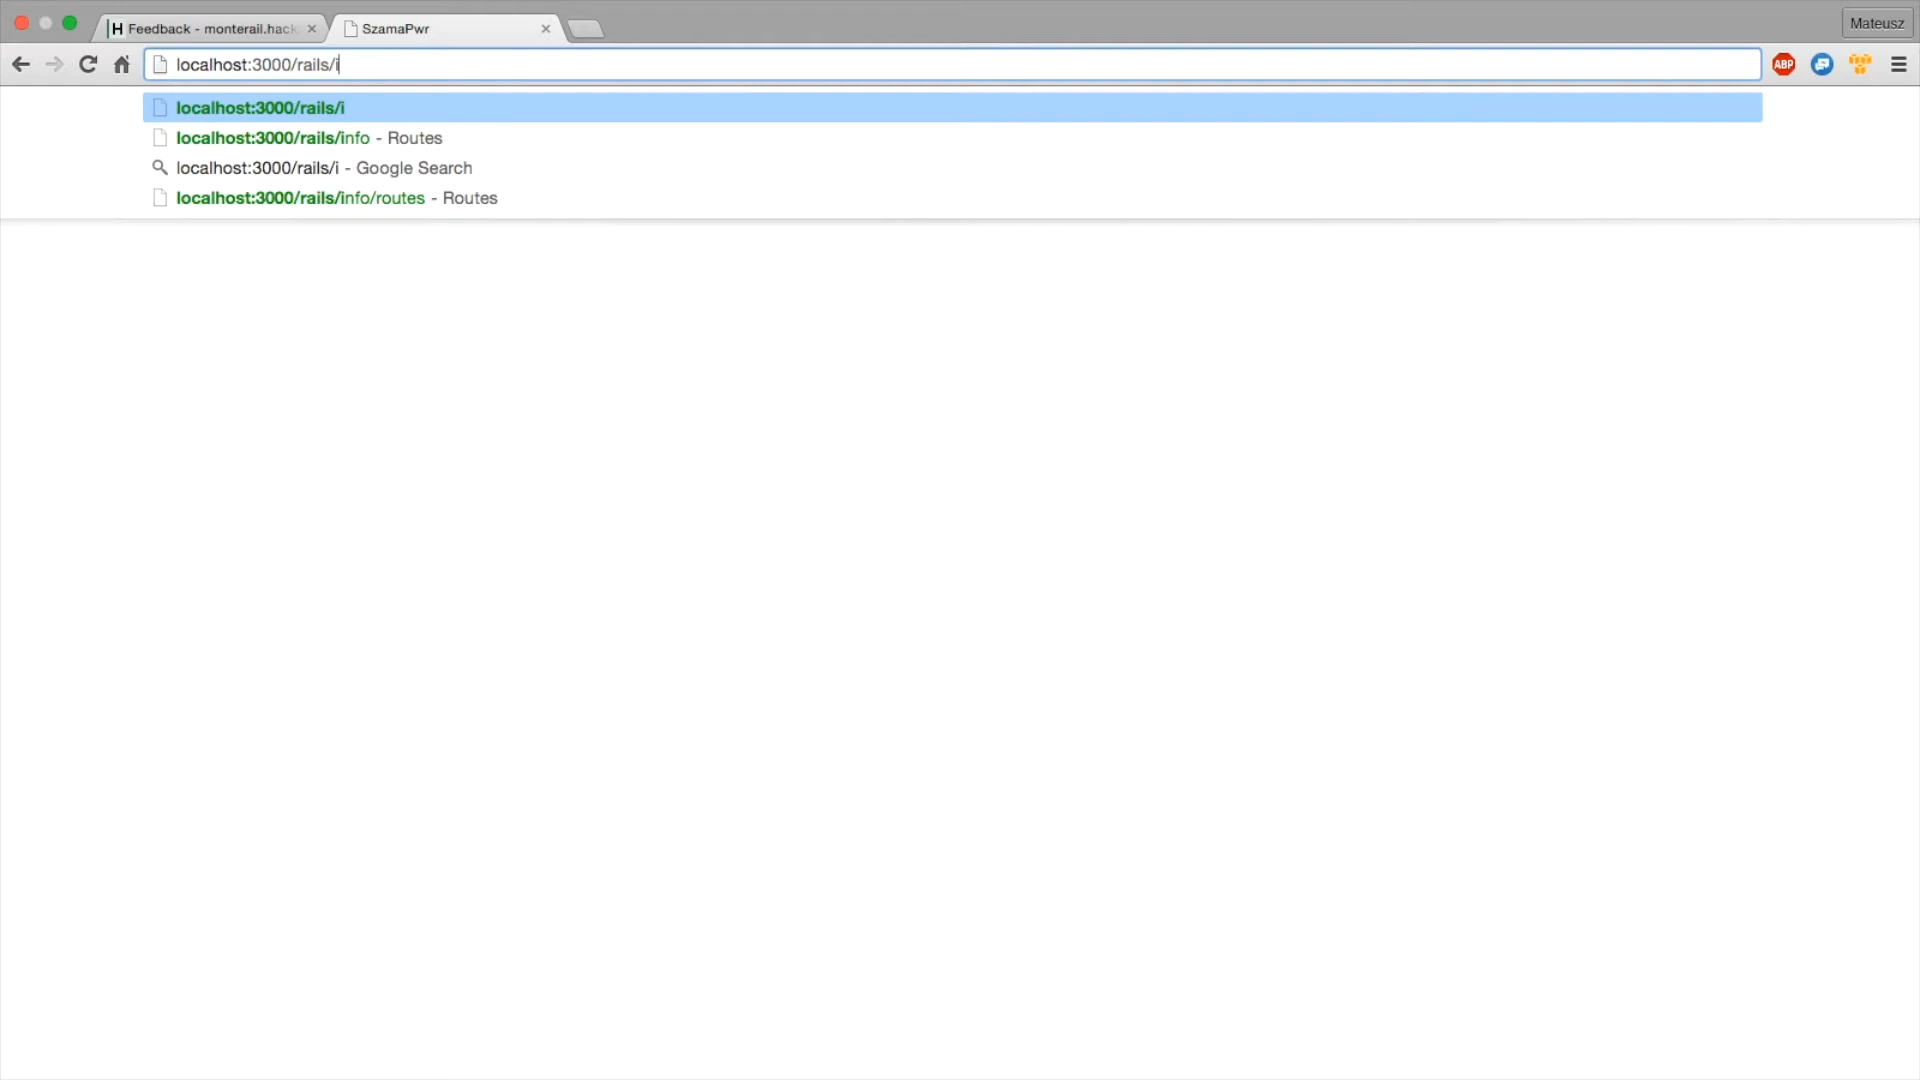 H Feedback - monterail.hack
SzamaPwr
Mateusz
localhost:3000/rails/i
ABP
localhost:3000/rails/i
localhost:3000/rails/info - Routes
localhost:3000/rails/i - Google Search
localhost:3000/rails/info/routes - Routes